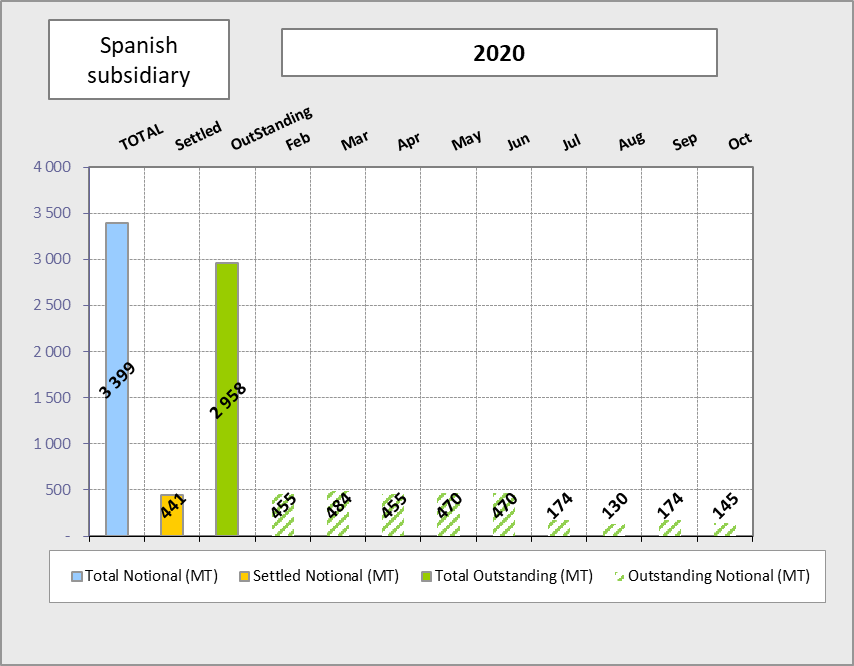 Spanish
subsidiary
2020
TOTAL Settled OutStanding Feb Mar Apr May Jun Jul Aug Sep Oct
4 000
3 500
3 000
2 500
2 000
1 500
1 000
500
-
3 399 441 2 958 455 484 455 470 470 174 130 174 145
Total Notional (MT) Settled Notional (MT) Total Outstanding (MT) Outstanding Notional (MT)